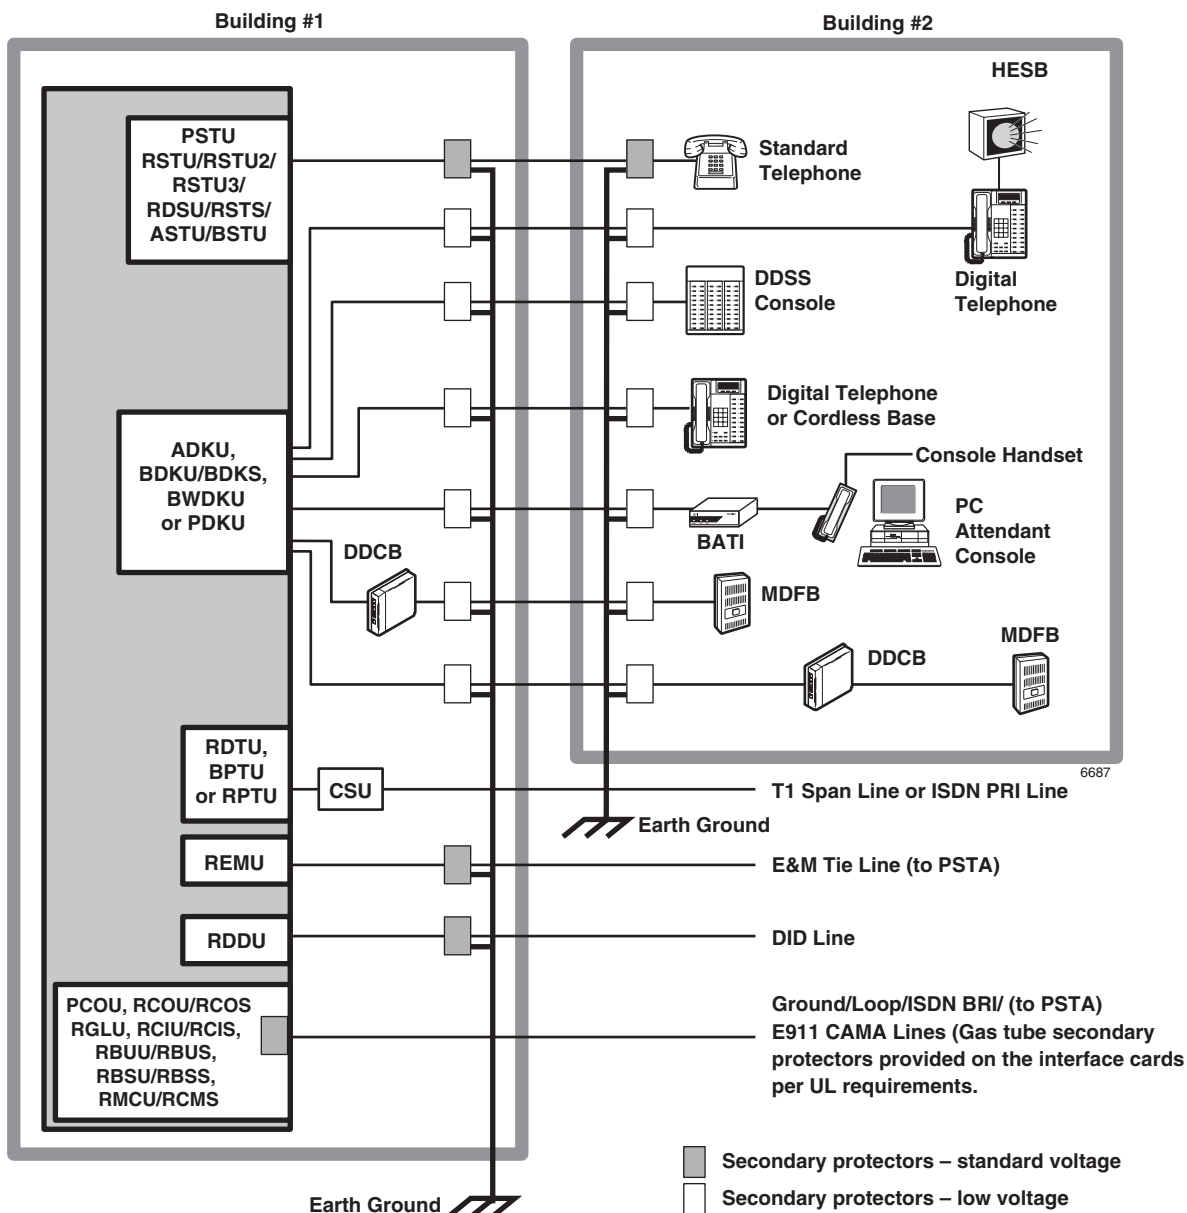 Building #1
Building #2
HESB
PSTU
RSTU/RSTU2/
RSTU3/
RDSU/RSTS/
ASTU/BSTU
Standard
Telephone
Digital
Telephone
DDSS
Console
Digital Telephone
or Cordless Base
ADKU,
BDKU/BDKS,
BWDKU
or PDKU
Console Handset
PC
Attendant
Console
BATI
DDCB
MDFB
DDCB
MDFB
6687
RDTU,
BPTU
or RPTU
CSU
T1 Span Line or ISDN PRI Line
Earth Ground
REMU
E&M Tie Line (to PSTA)
RDDU
DID Line
PCOU, RCOU/RCOS
RGLU, RCIU/RCIS,
RBUU/RBUS,
RBSU/RBSS,
RMCU/RCMS
Ground/Loop/ISDN BRI/ (to PSTA)
E911 CAMA Lines (Gas tube secondary
protectors provided on the interface cards
per UL requirements.
Secondary protectors – standard voltage
Secondary protectors – low voltage
Earth Ground